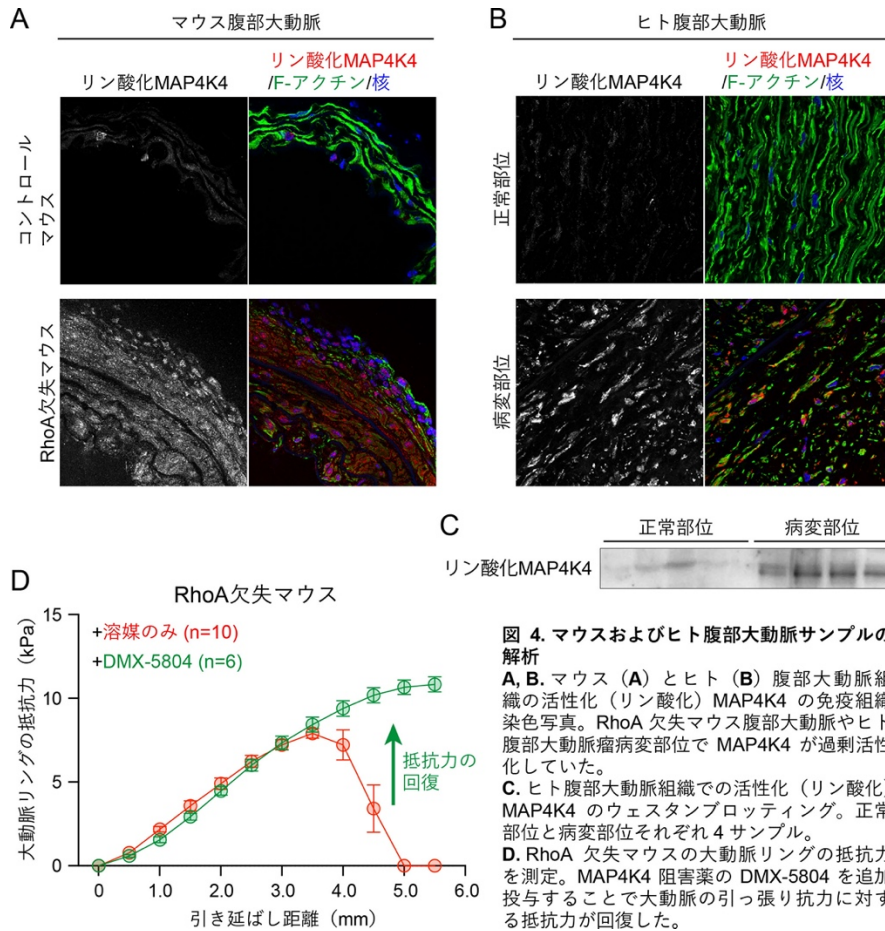 A
マウス腹部大動脈
リン酸化MAP4K4
リン酸化MAP4K4
/F-アクチン/核
コントロール
マウス
RhoA欠失マウス
B
ヒト腹部大動脈
リン酸化MAP4K4
リン酸化MAP4K4
/F-アクチン/核
正常部位
病変部位
C
正常部位
病変部位
リン酸化MAP4K4
D
RhoA欠失マウス
+溶媒のみ (n=10)
+DMX-5804 (n=6)
抵抗力の
回復
大動脈リングの抵抗力 (kPa)
15
10
5
0
0
1.0
2.0
3.0
4.0
5.0
6.0
引き延ばし距離 (mm)
図 4. マウスおよびヒト腹部大動脈サンプルの
解析
A, B. マウス（A）とヒト（B）腹部大動脈組
織の活性化（リン酸化）MAP4K4 の免疫組織
染色写真。RhoA 欠失マウス腹部大動脈やヒト
腹部大動脈瘤病変部位で MAP4K4 が過剰活性
化していた。
C. ヒト腹部大動脈組織での活性化（リン酸化）
MAP4K4 のウェスタンブロッティング。正常
部位と病変部位それぞれ 4 サンプル。
D. RhoA 欠失マウスの大動脈リングの抵抗力
を測定。MAP4K4 阻害薬の DMX-5804 を追加
投与することで大動脈の引っ張り抗力に対す
る抵抗力が回復した。